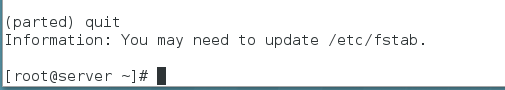 (parted) quit
Information: You may need to update /etc/fstab.
[root@server ~]#